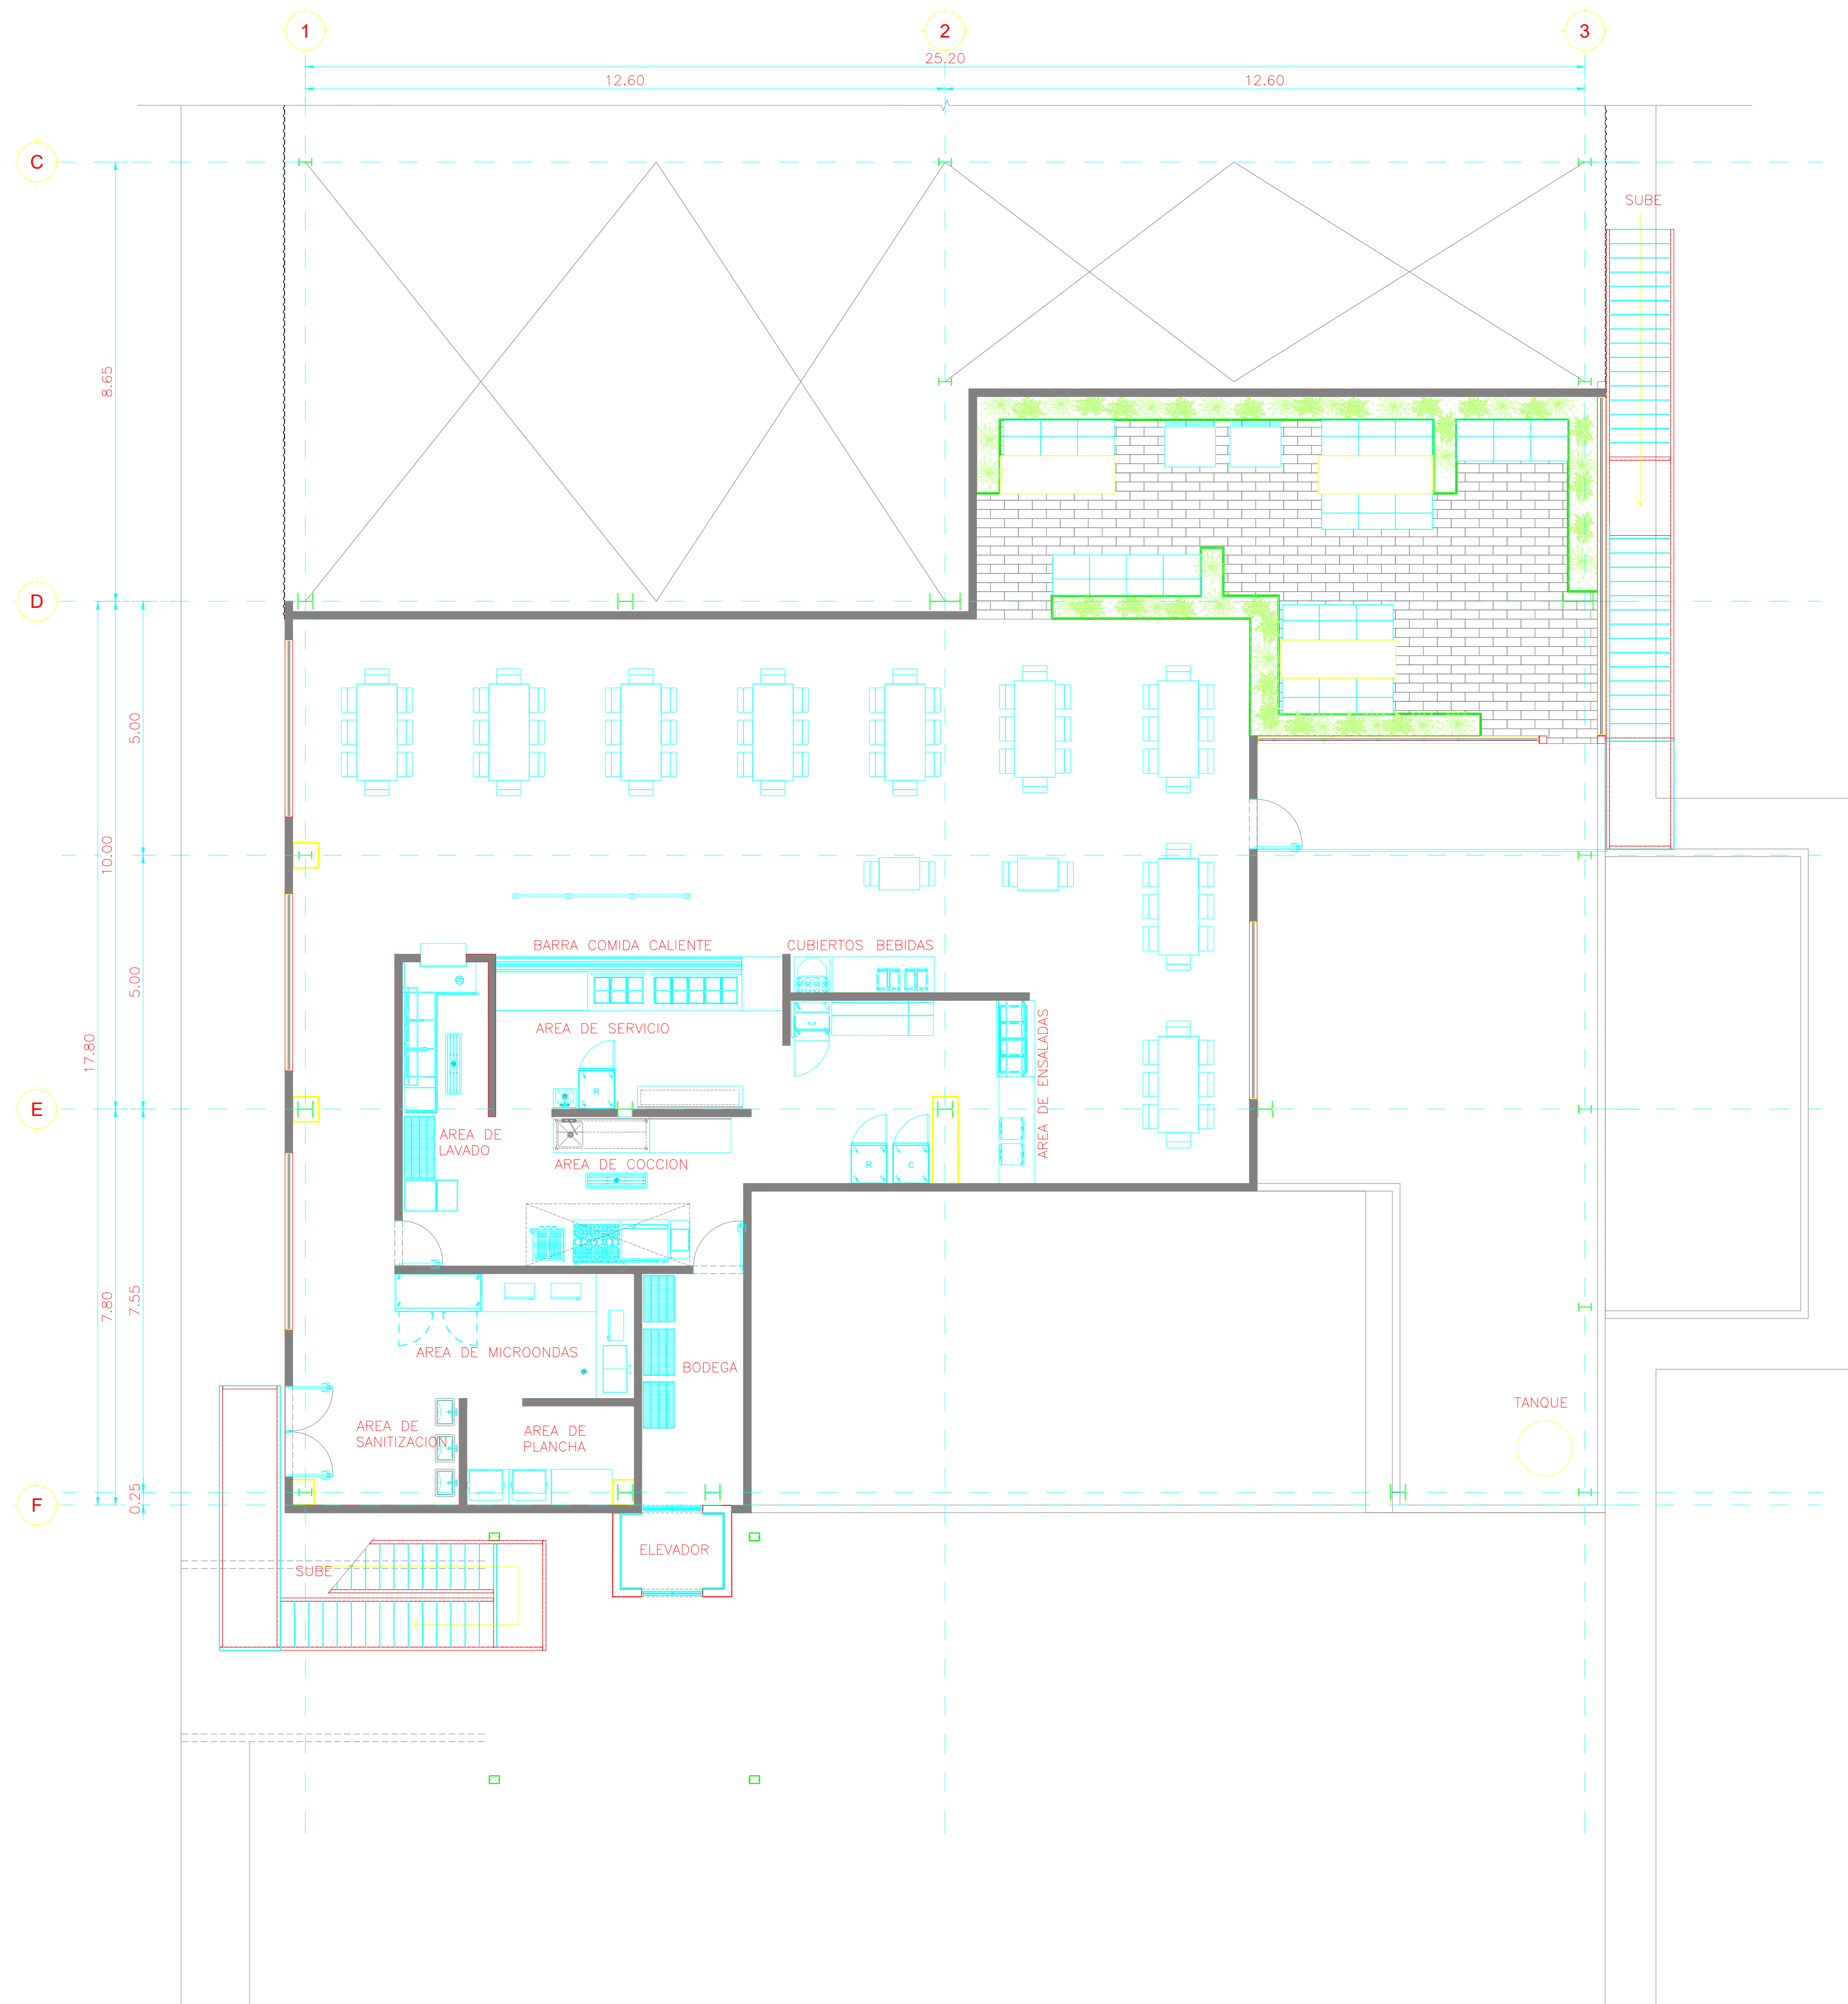 1
2
3
25.20
12.60
12.60
C
SUBE
8.65
D
5.00
10.00
BARRA COMIDA CALIENTE
CUBIERTOS BEBIDAS
5.00
AREA DE SERVICIO
17.80
AREA DE ENSALADAS
R
E
AREA DE
LAVADO
AREA DE COCCION
R
C
7.55
7.80
AREA DE MICROONDAS
BODEGA
TANQUE
AREA DE
SANITIZACION
AREA DE
PLANCHA
0.25
F
ELEVADOR
SUBE